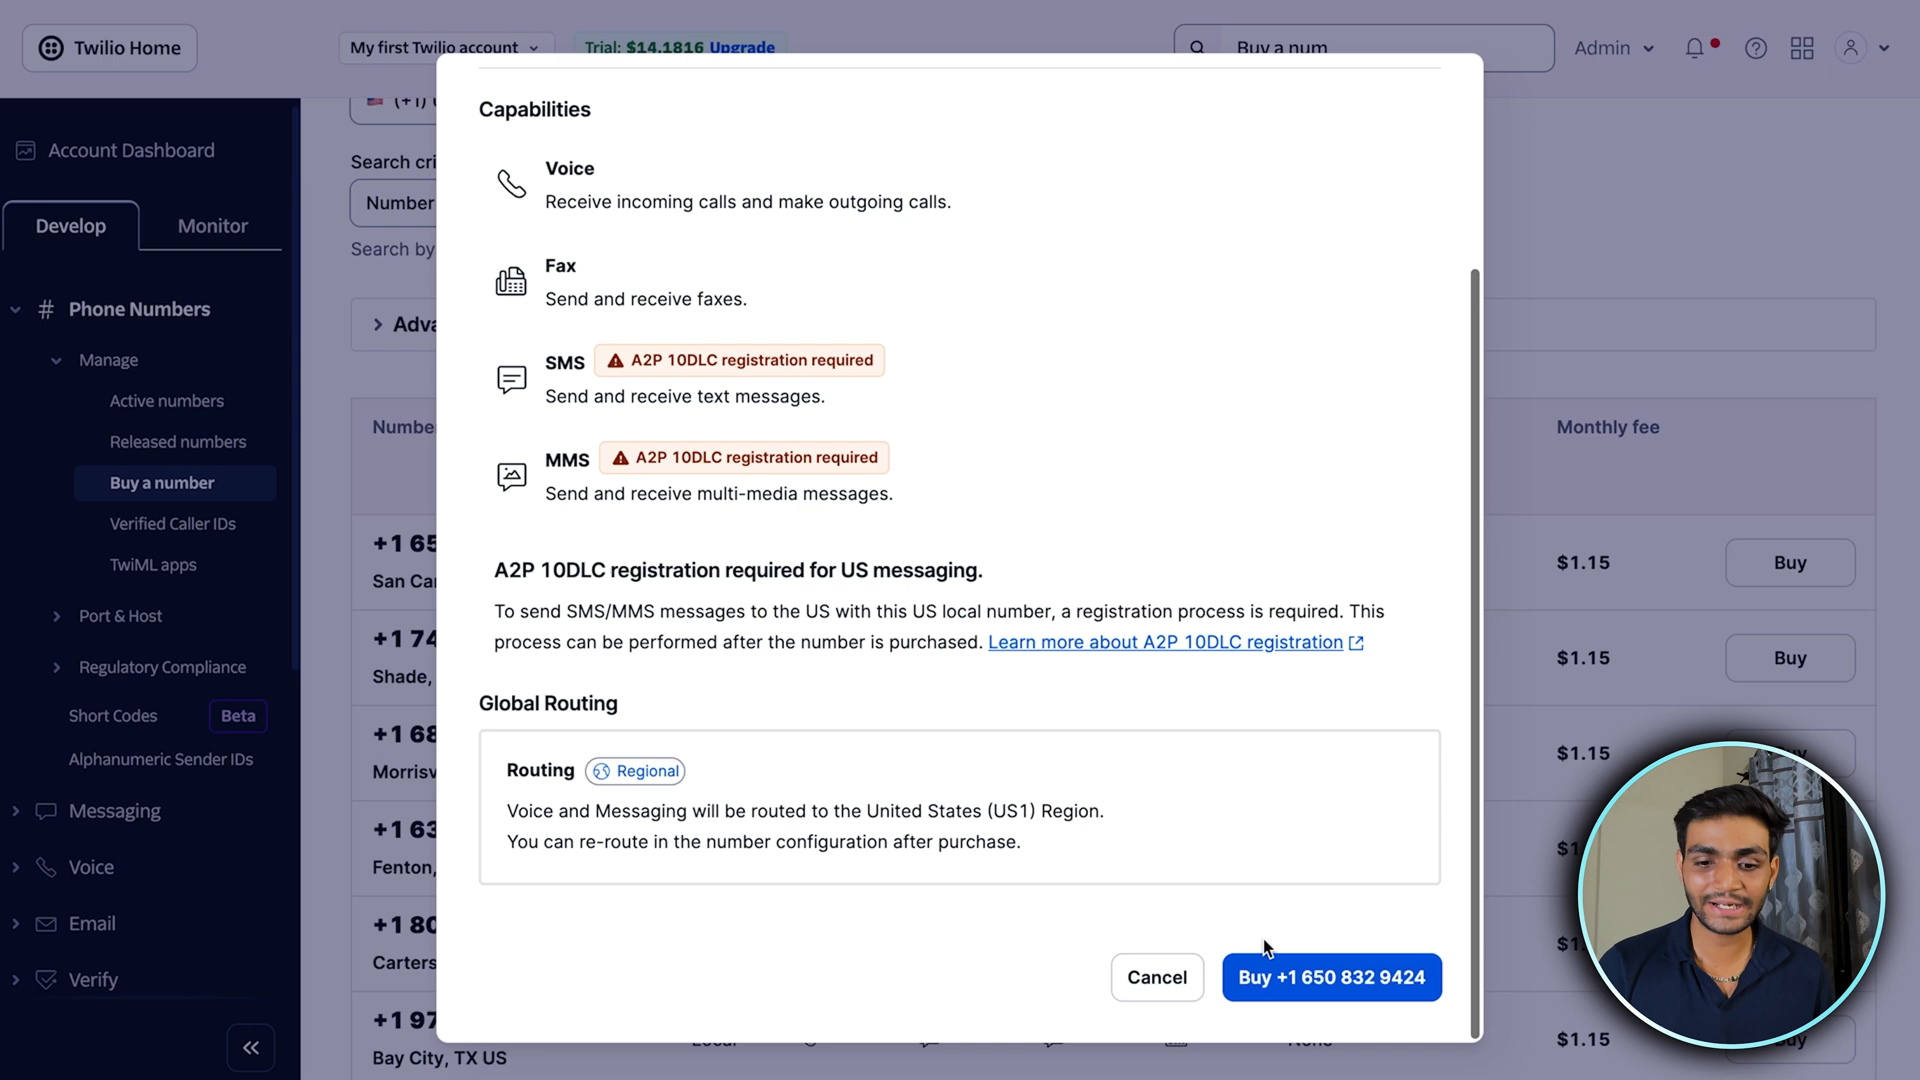 Twilio Home
My first Twilio account
Trial: $14.1816 Upgrade
Buy a num
Admin
Account Dashboard
Develop
Monitor
Phone Numbers
Manage
Active numbers
Released numbers
Buy a number
Verified Caller IDs
TwiML apps
Port & Host
Regulatory Compliance
Short Codes
Beta
Alphanumeric Sender IDs
Messaging
Voice
Email
Verify
(+1)
Search cri
Number
Search by
Adva
Numbe
Monthly fee
+1 65
San Car
$1.15
Buy
+1 74
Shade,
$1.15
Buy
+1 68
Morrisv
$1.15
+1 63
Fenton,
$1.
+1 80
Carters
$1.
+1 97
Bay City, TX US
Local
None
$1.15
Buy
Capabilities
Voice
Receive incoming calls and make outgoing calls.
Fax
Send and receive faxes.
SMS
A2P 10DLC registration required
Send and receive text messages.
MMS
A2P 10DLC registration required
Send and receive multi-media messages.
A2P 10DLC registration required for US messaging.
To send SMS/MMS messages to the US with this US local number, a registration process is required. This
process can be performed after the number is purchased. Learn more about A2P 10DLC registration
Global Routing
Routing
Regional
Voice and Messaging will be routed to the United States (US1) Region.
You can re-route in the number configuration after purchase.
Cancel
Buy +1 650 832 9424